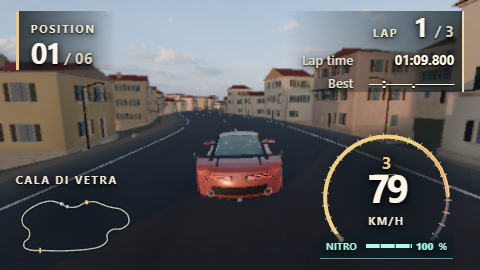 POSITION
01 / 06
LAP 1 / 3
Lap time 01:09.800
Best --:--.---
CALA DI VETRA
3
79
KM/H
NITRO 100 %